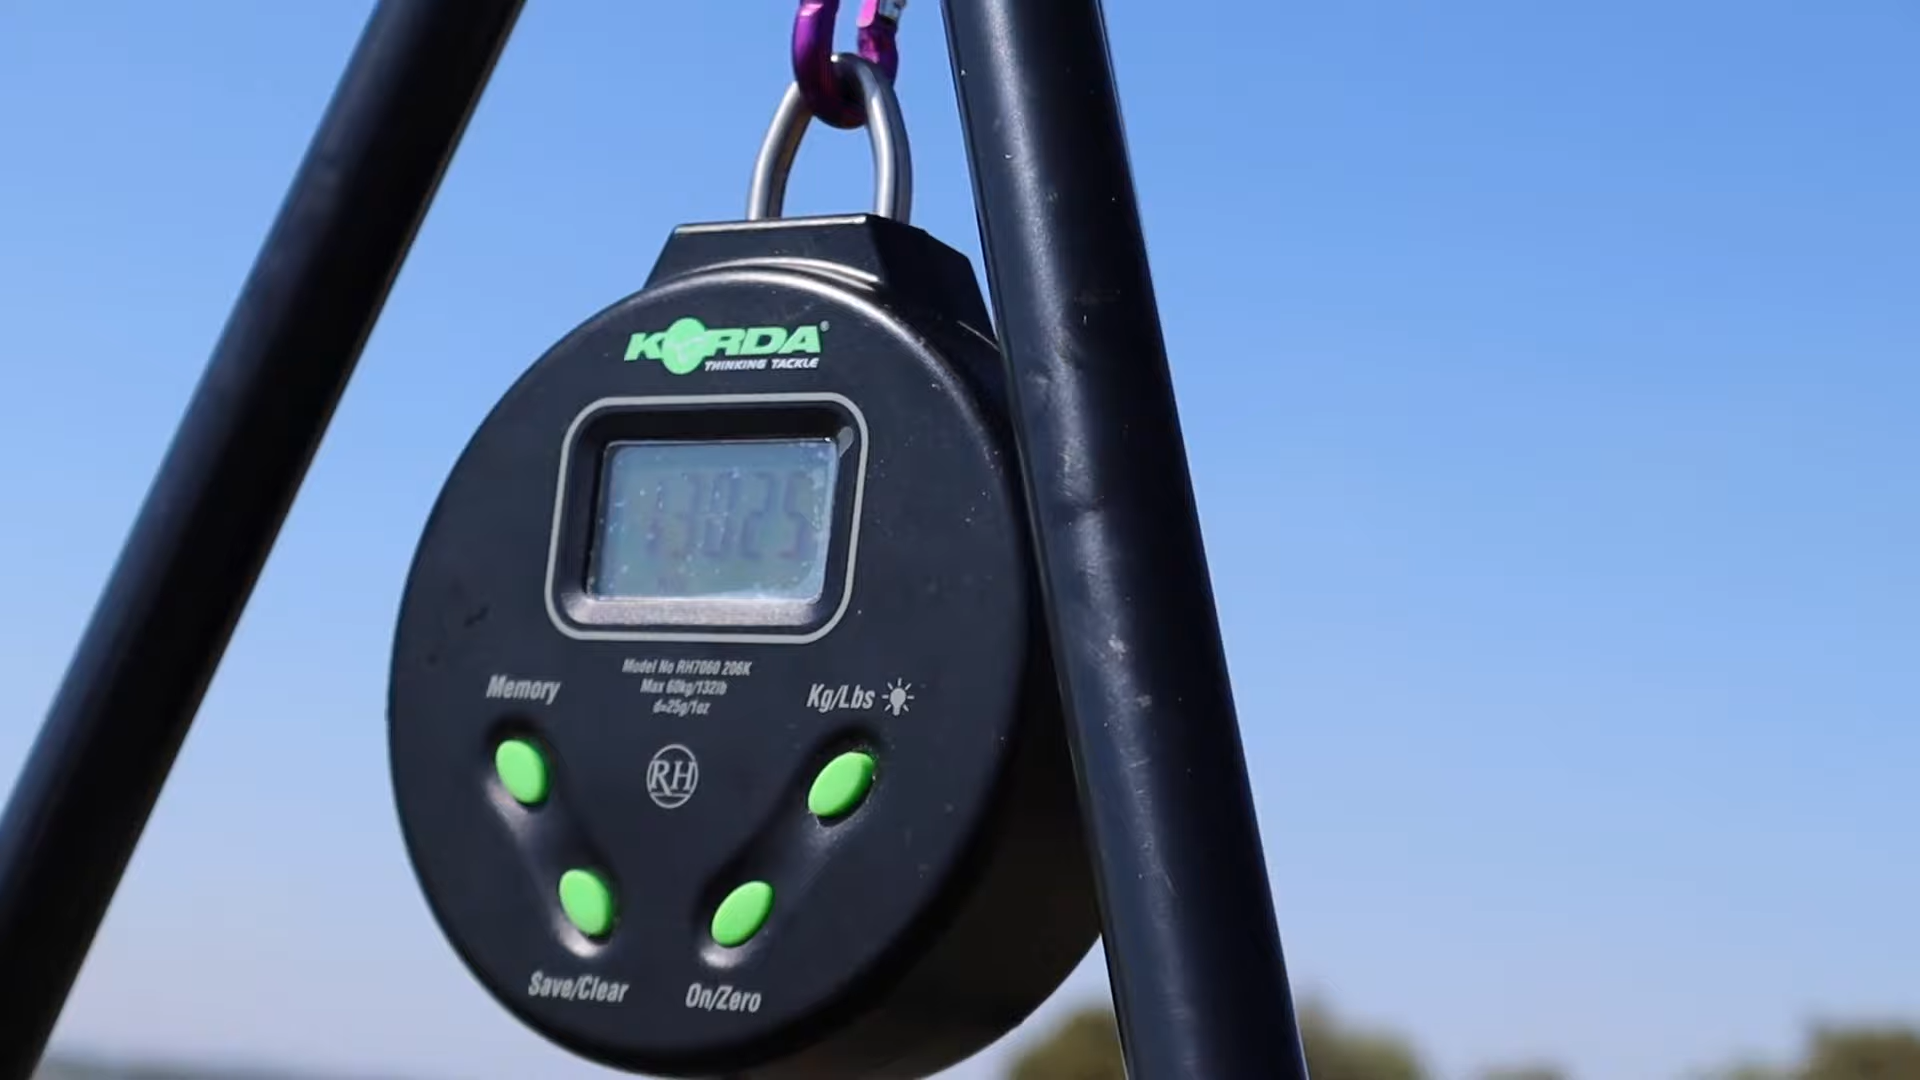 KORDA®
THINKING TACKLE
13025
Model No RH7060 206K
Max 60kg/132lb
d=25g/1oz
Memory
Kg/Lbs
RH
Save/Clear
On/Zero